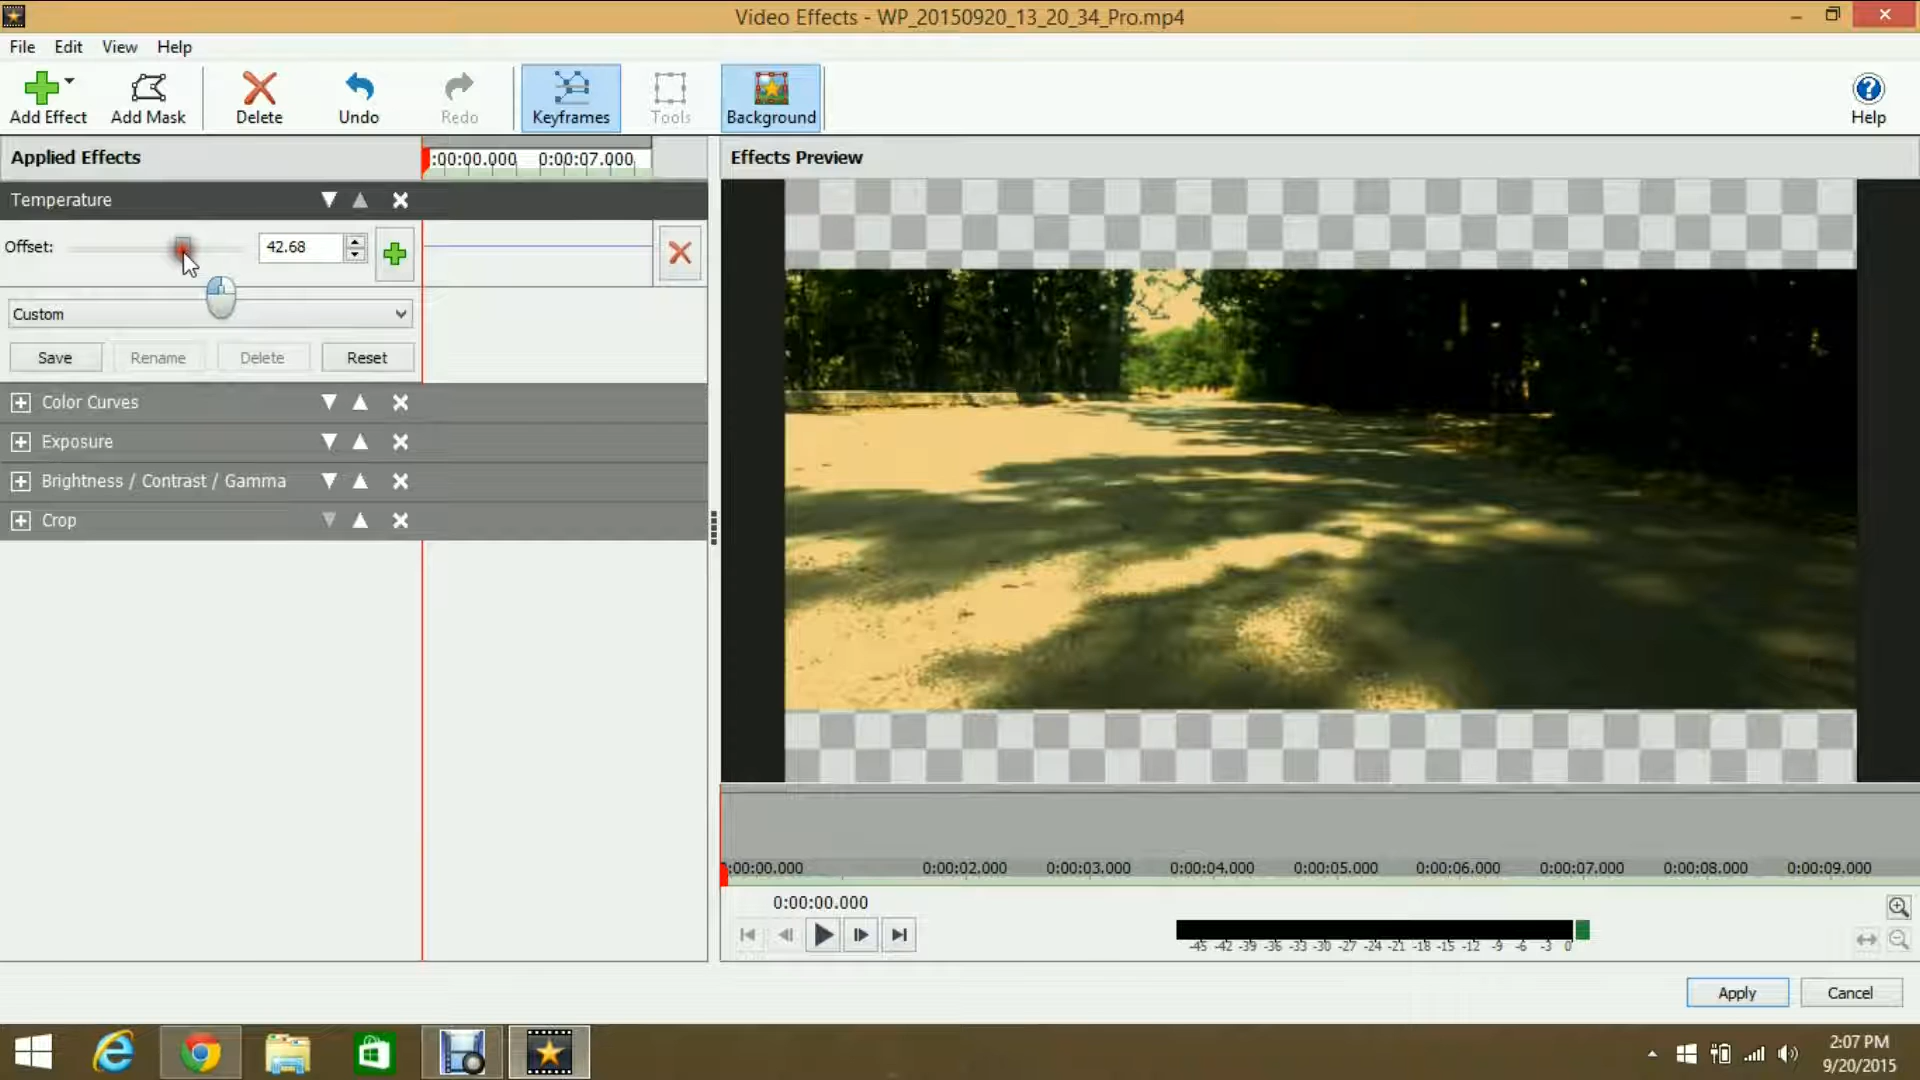 Video Effects - WP_20150920_13_20_34_Pro.mp4
File Edit View Help
Add Effect Add Mask Delete Undo Redo Keyframes Tools Background Help
Applied Effects
:00:00.000 0:00:07.000
Effects Preview
Temperature
Offset: 42.68
Custom
Save Rename Delete Reset
Color Curves
Exposure
Brightness / Contrast / Gamma
Crop
:00:00.000 0:00:02.000 0:00:03.000 0:00:04.000 0:00:05.000 0:00:06.000 0:00:07.000 0:00:08.000 0:00:09.000
0:00:00.000
-45 -42 -39 -36 -33 -30 -27 -24 -21 -18 -15 -12 -9 -6 -3 0
Apply Cancel
2:07 PM
9/20/2015